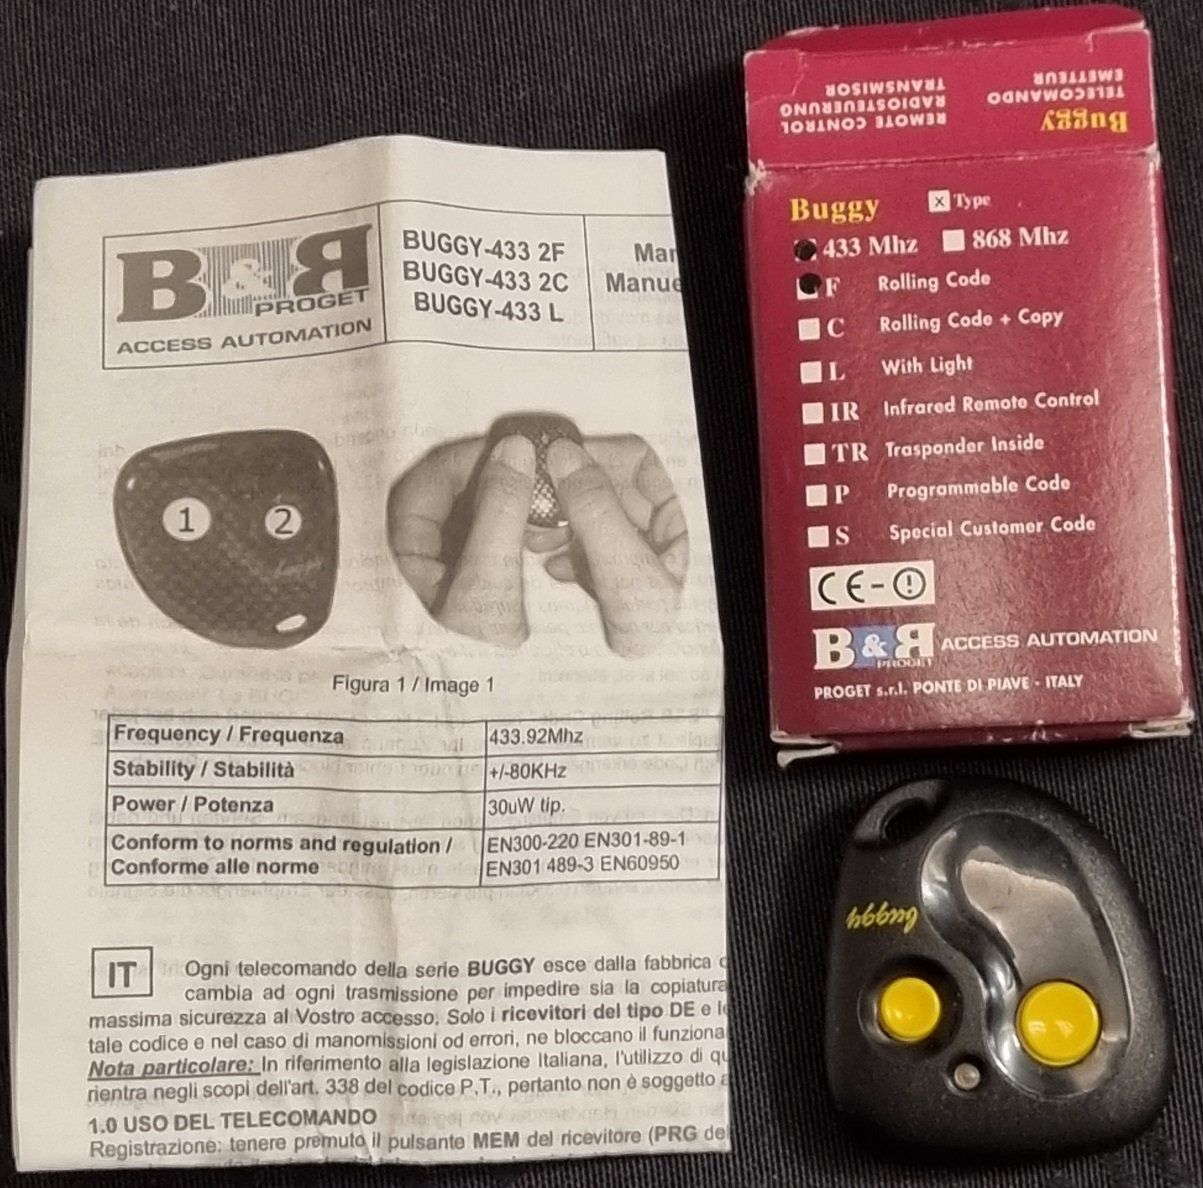 B&R
PROGET
ACCESS AUTOMATION
BUGGY-433 2F
BUGGY-433 2C
BUGGY-433 L
Mar
Manue
1
2
Figura 1 / Image 1
Frequency / Frequenza 433.92Mhz
Stability / Stabilità +/-80KHz
Power / Potenza 30uW tip.
Conform to norms and regulation / EN300-220 EN301-89-1
Conforme alle norme EN301 489-3 EN60950
IT
Ogni telecomando della serie BUGGY esce dalla fabbrica c
cambia ad ogni trasmissione per impedire sia la copiatura
massima sicurezza al Vostro accesso. Solo i ricevitori del tipo DE e le
tale codice e nel caso di manomissioni od errori, ne bloccano il funziona
Nota particolare: In riferimento alla legislazione Italiana, l'utilizzo di qu
rientra negli scopi dell'art. 338 del codice P.T., pertanto non è soggetto a
1.0 USO DEL TELECOMANDO
Registrazione: tenere premuto il pulsante MEM del ricevitore (PRG del
Buggy
TELECOMANDO
EMETTEUR
REMOTE CONTROL
RADIOSTEUERUNG
TRANSMISOR
Buggy x Type
433 Mhz 868 Mhz
F Rolling Code
C Rolling Code + Copy
L With Light
IR Infrared Remote Control
TR Trasponder Inside
P Programmable Code
S Special Customer Code
CE-!
B&R ACCESS AUTOMATION
PROGET
PROGET s.r.l. PONTE DI PIAVE - ITALY
buggy